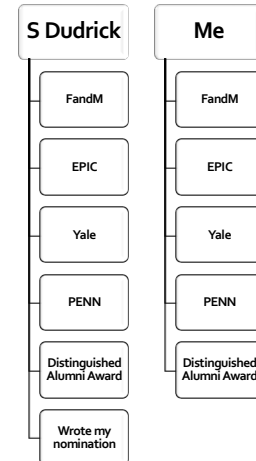 S Dudrick
FandM
EPIC
Yale
PENN
Distinguished
Alumni Award
Wrote my
nomination
Me
FandM
EPIC
Yale
PENN
Distinguished
Alumni Award